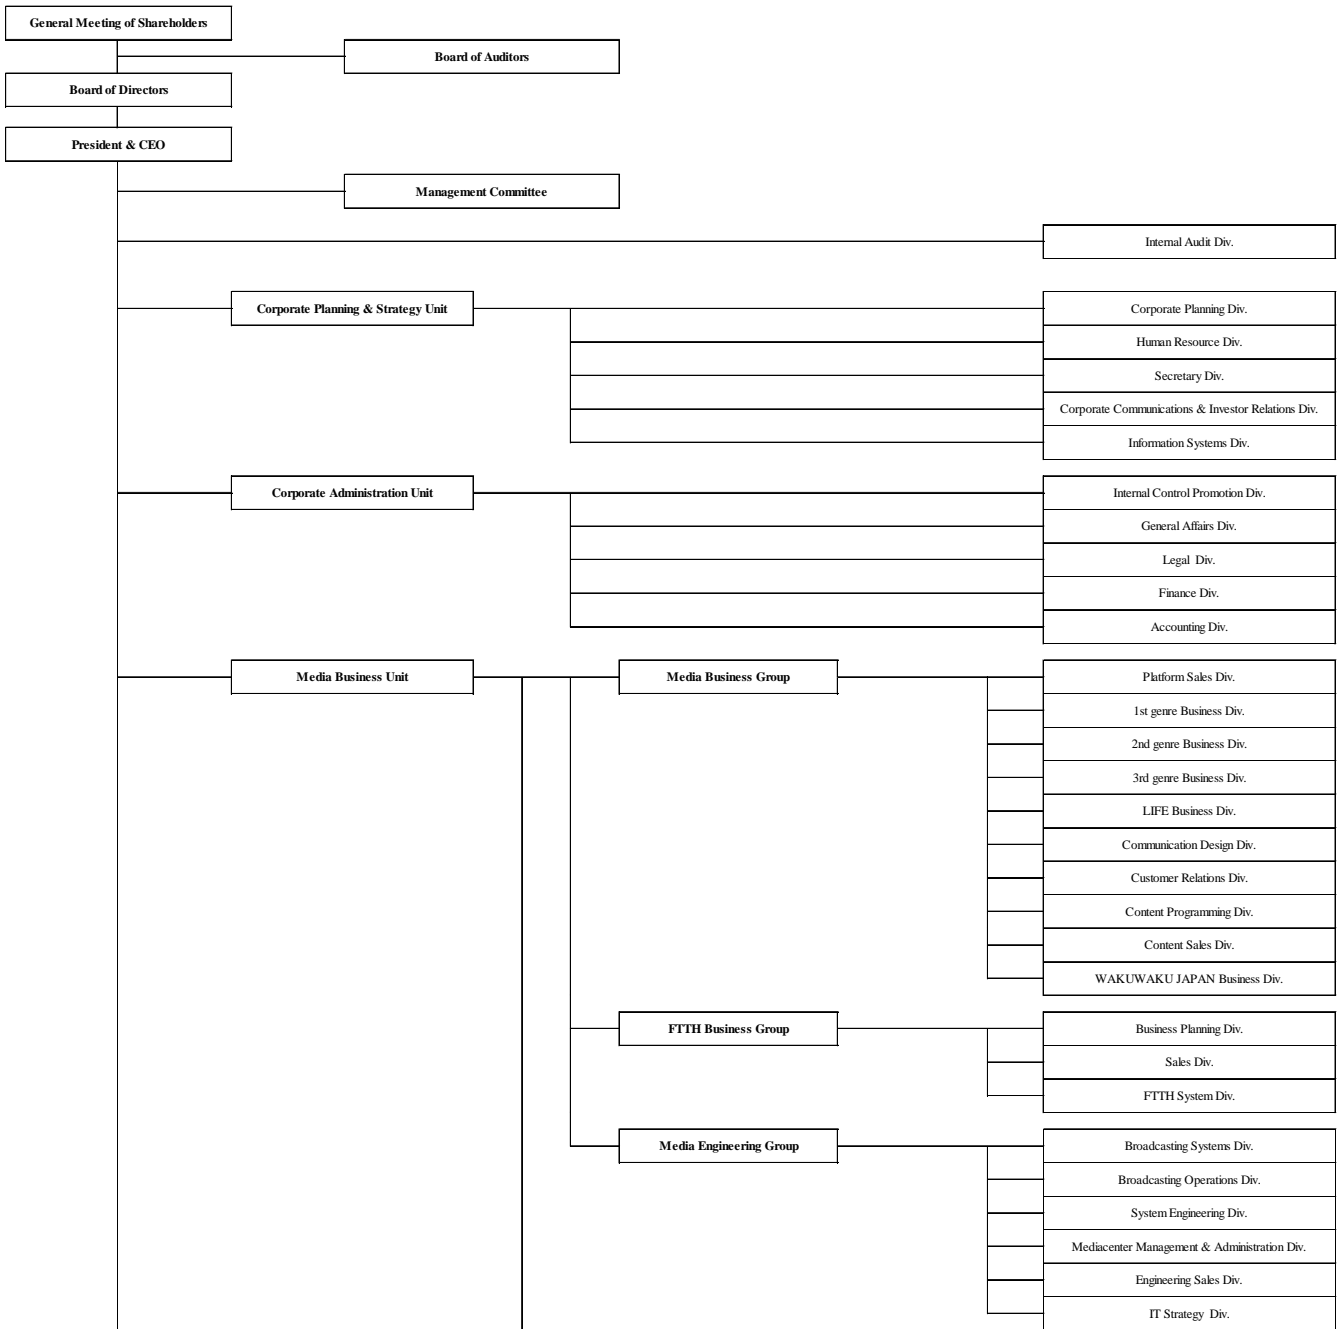 General Meeting of Shareholders
Board of Auditors
Board of Directors
President & CEO
Management Committee
Internal Audit Div.
Corporate Planning & Strategy Unit
Corporate Planning Div.
Human Resource Div.
Secretary Div.
Corporate Communications & Investor Relations Div.
Information Systems Div.
Corporate Administration Unit
Internal Control Promotion Div.
General Affairs Div.
Legal Div.
Finance Div.
Accounting Div.
Media Business Unit
Media Business Group
Platform Sales Div.
1st genre Business Div.
2nd genre Business Div.
3rd genre Business Div.
LIFE Business Div.
Communication Design Div.
Customer Relations Div.
Content Programming Div.
Content Sales Div.
WAKUWAKU JAPAN Business Div.
FTTH Business Group
Business Planning Div.
Sales Div.
FTTH System Div.
Media Engineering Group
Broadcasting Systems Div.
Broadcasting Operations Div.
System Engineering Div.
Mediacenter Management & Administration Div.
Engineering Sales Div.
IT Strategy Div.